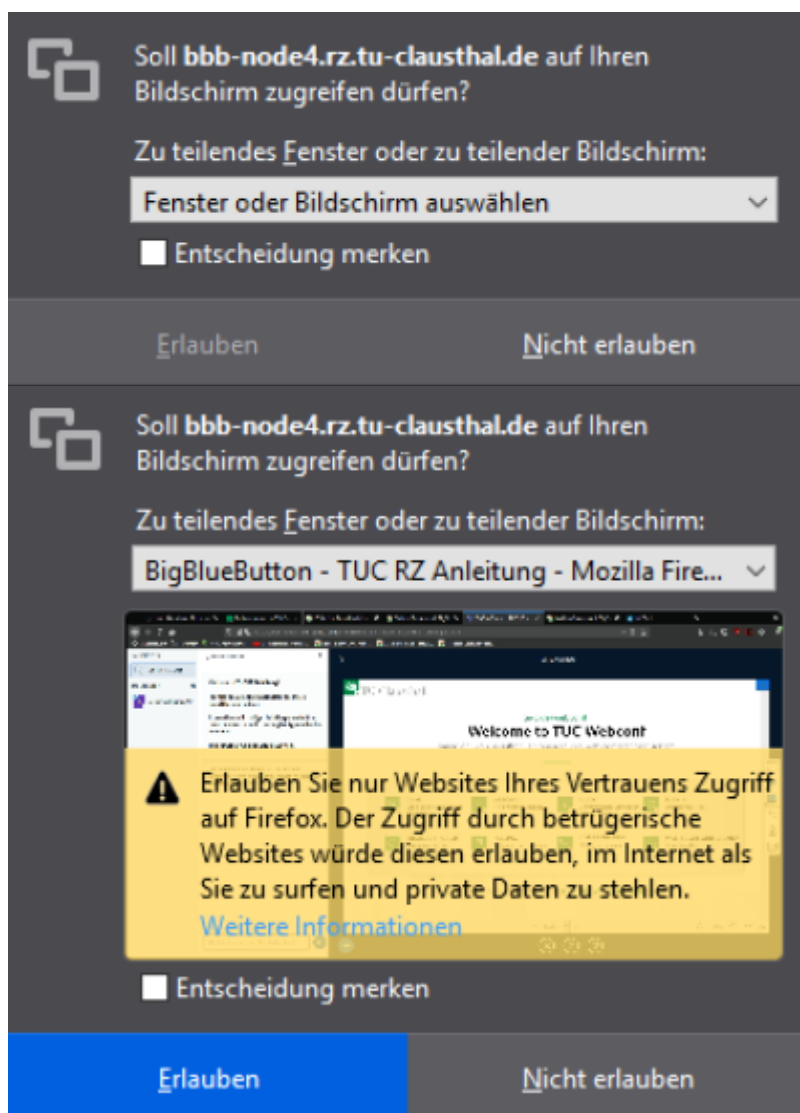 Soll bbb-node4.rz.tu-clausthal.de auf Ihren
Bildschirm zugreifen dürfen?
Zu teilendes Fenster oder zu teilender Bildschirm:
Fenster oder Bildschirm auswählen
Entscheidung merken
Erlauben
Nicht erlauben
Soll bbb-node4.rz.tu-clausthal.de auf Ihren
Bildschirm zugreifen dürfen?
Zu teilendes Fenster oder zu teilender Bildschirm:
BigBlueButton - TUC RZ Anleitung - Mozilla Fire...
Welcome to TUC Webconf
Erlauben Sie nur Websites Ihres Vertrauens Zugriff
auf Firefox. Der Zugriff durch betrügerische
Websites würde diesen erlauben, im Internet als
Sie zu surfen und private Daten zu stehlen.
Weitere Informationen
Entscheidung merken
Erlauben
Nicht erlauben